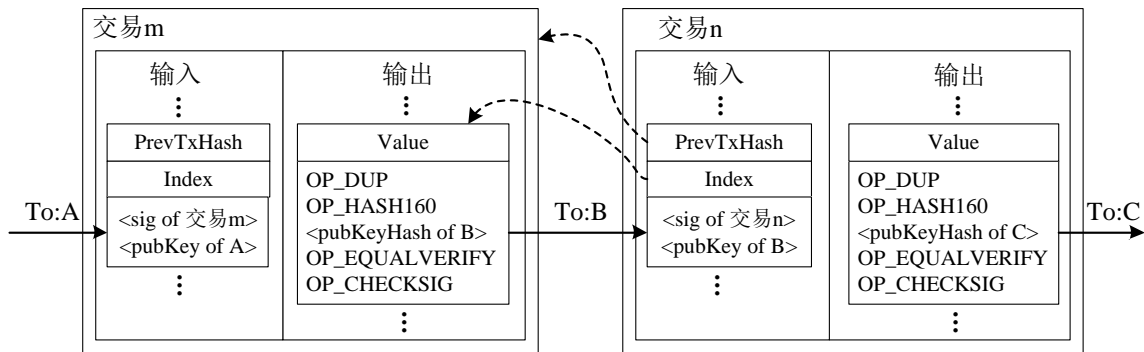 交易m
输入
PrevTxHash
Index
<sig of 交易m>
<pubKey of A>
输出
Value
OP_DUP
OP_HASH160
<pubKeyHash of B>
OP_EQUALVERIFY
OP_CHECKSIG
To:A
To:B
交易n
输入
PrevTxHash
Index
<sig of 交易n>
<pubKey of B>
输出
Value
OP_DUP
OP_HASH160
<pubKeyHash of C>
OP_EQUALVERIFY
OP_CHECKSIG
To:C